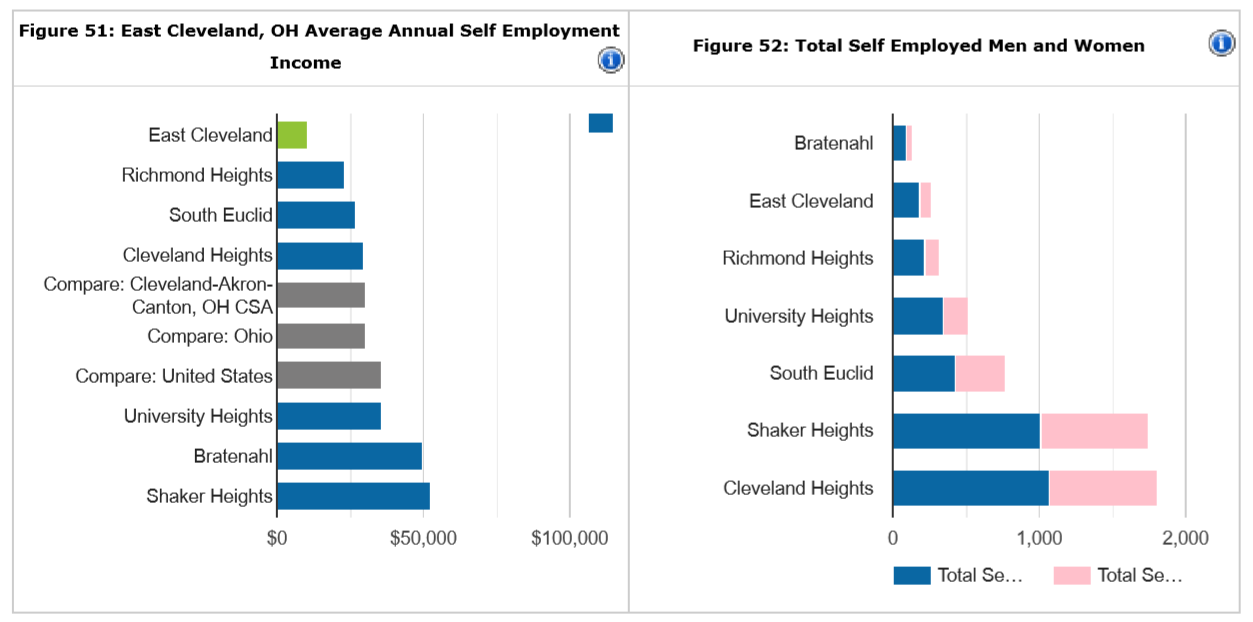 Figure 51: East Cleveland, OH Average Annual Self Employment
Income
East Cleveland
Richmond Heights
South Euclid
Cleveland Heights
Compare: Cleveland-Akron-
Canton, OH CSA
Compare: Ohio
Compare: United States
University Heights
Bratenahl
Shaker Heights
$0 $50,000 $100,000
Figure 52: Total Self Employed Men and Women
Bratenahl
East Cleveland
Richmond Heights
University Heights
South Euclid
Shaker Heights
Cleveland Heights
0 1,000 2,000
Total Se... Total Se...